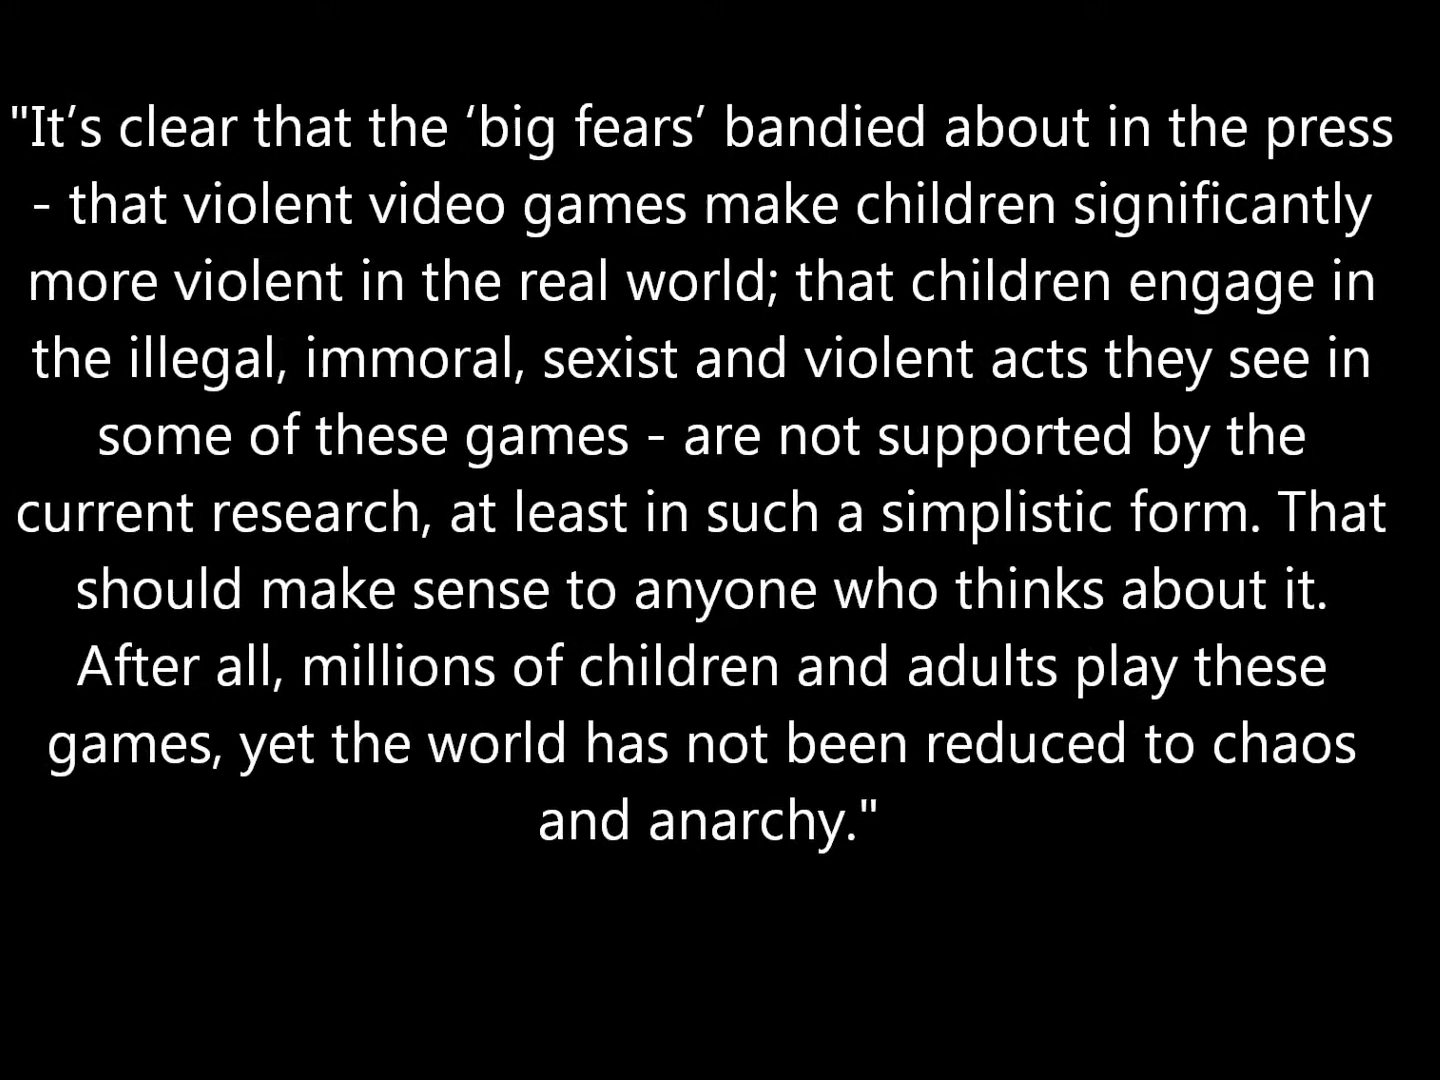 "It’s clear that the ‘big fears’ bandied about in the press
- that violent video games make children significantly
more violent in the real world; that children engage in
the illegal, immoral, sexist and violent acts they see in
some of these games - are not supported by the
current research, at least in such a simplistic form. That
should make sense to anyone who thinks about it.
After all, millions of children and adults play these
games, yet the world has not been reduced to chaos
and anarchy."